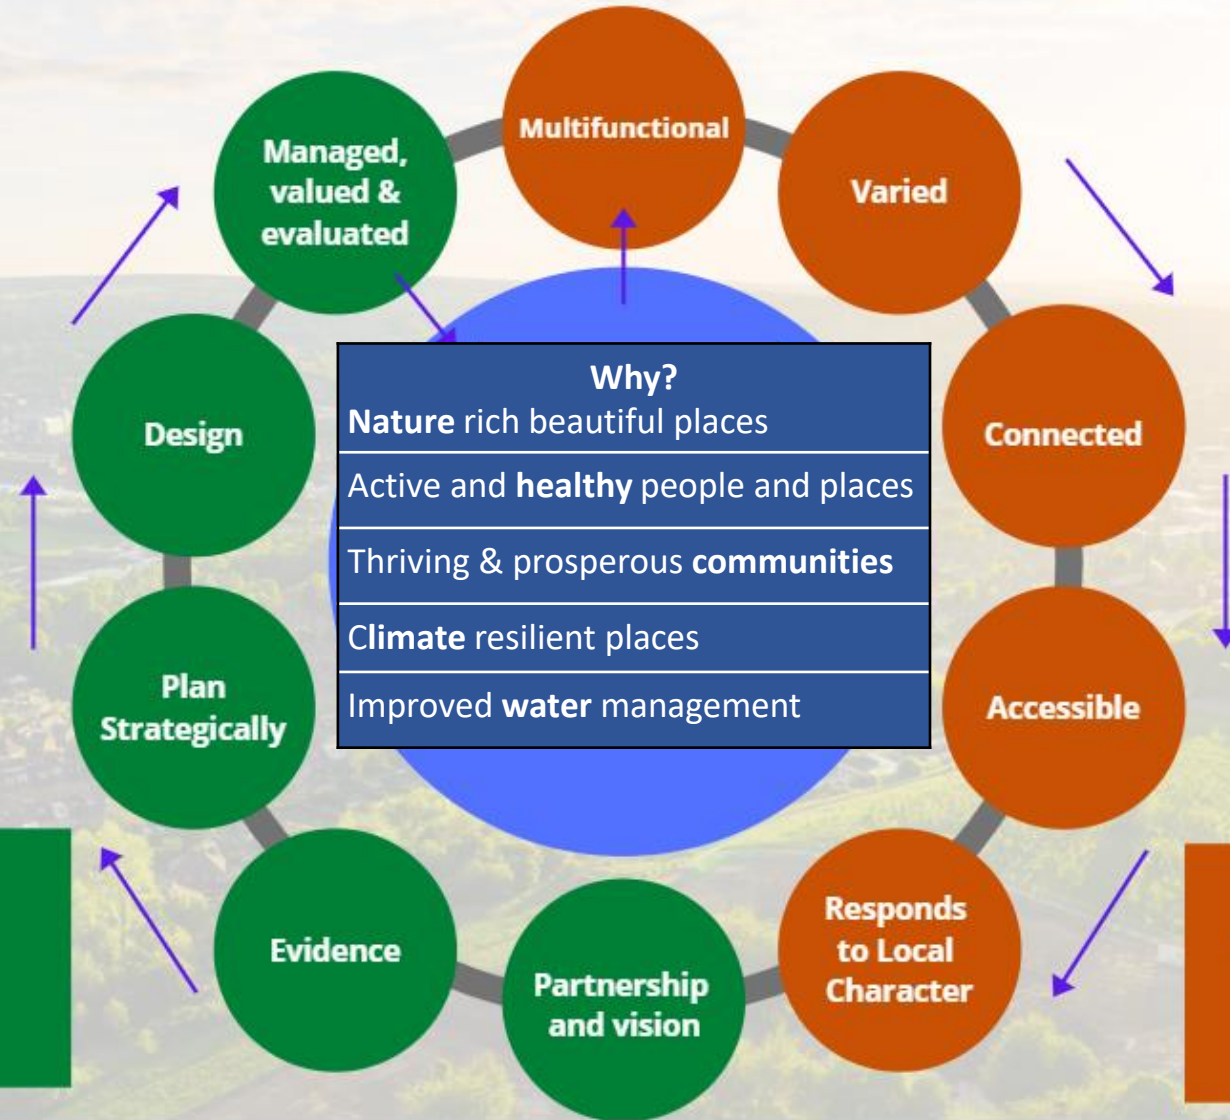 Multifunctional
Varied
Connected
Accessible
Responds
to Local
Character
Partnership
and vision
Evidence
Plan
Strategically
Design
Managed,
valued &
evaluated
Why?
Nature rich beautiful places
Active and healthy people and places
Thriving & prosperous communities
Climate resilient places
Improved water management